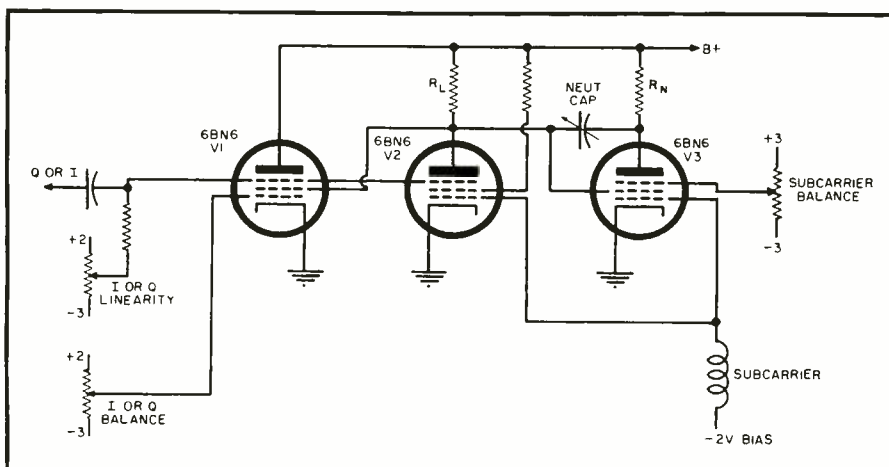 B+
R_L
NEUT
CAP
R_N
6BN6
V1
6BN6
V2
6BN6
V3
+3
SUBCARRIER
BALANCE
-3
Q OR I
+2
I OR Q
LINEARITY
-3
+2
I OR Q
BALANCE
-3
SUBCARRIER
-2V BIAS